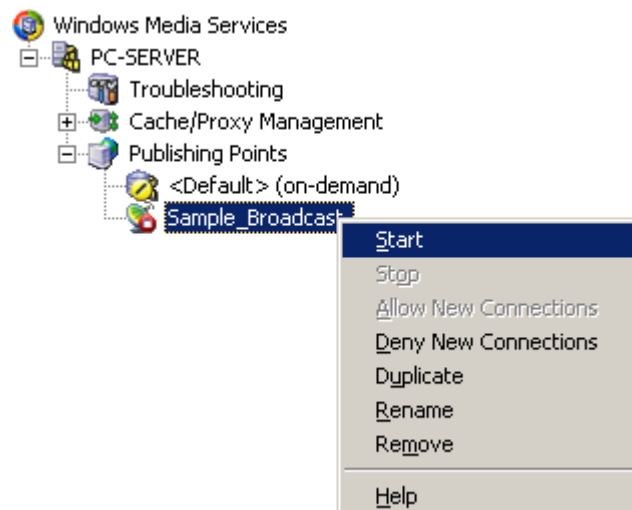 Windows Media Services
PC-SERVER
Troubleshooting
Cache/Proxy Management
Publishing Points
<Default> (on-demand)
Sample_Broadcast
Start
Stop
Allow New Connections
Deny New Connections
Duplicate
Rename
Remove
Help